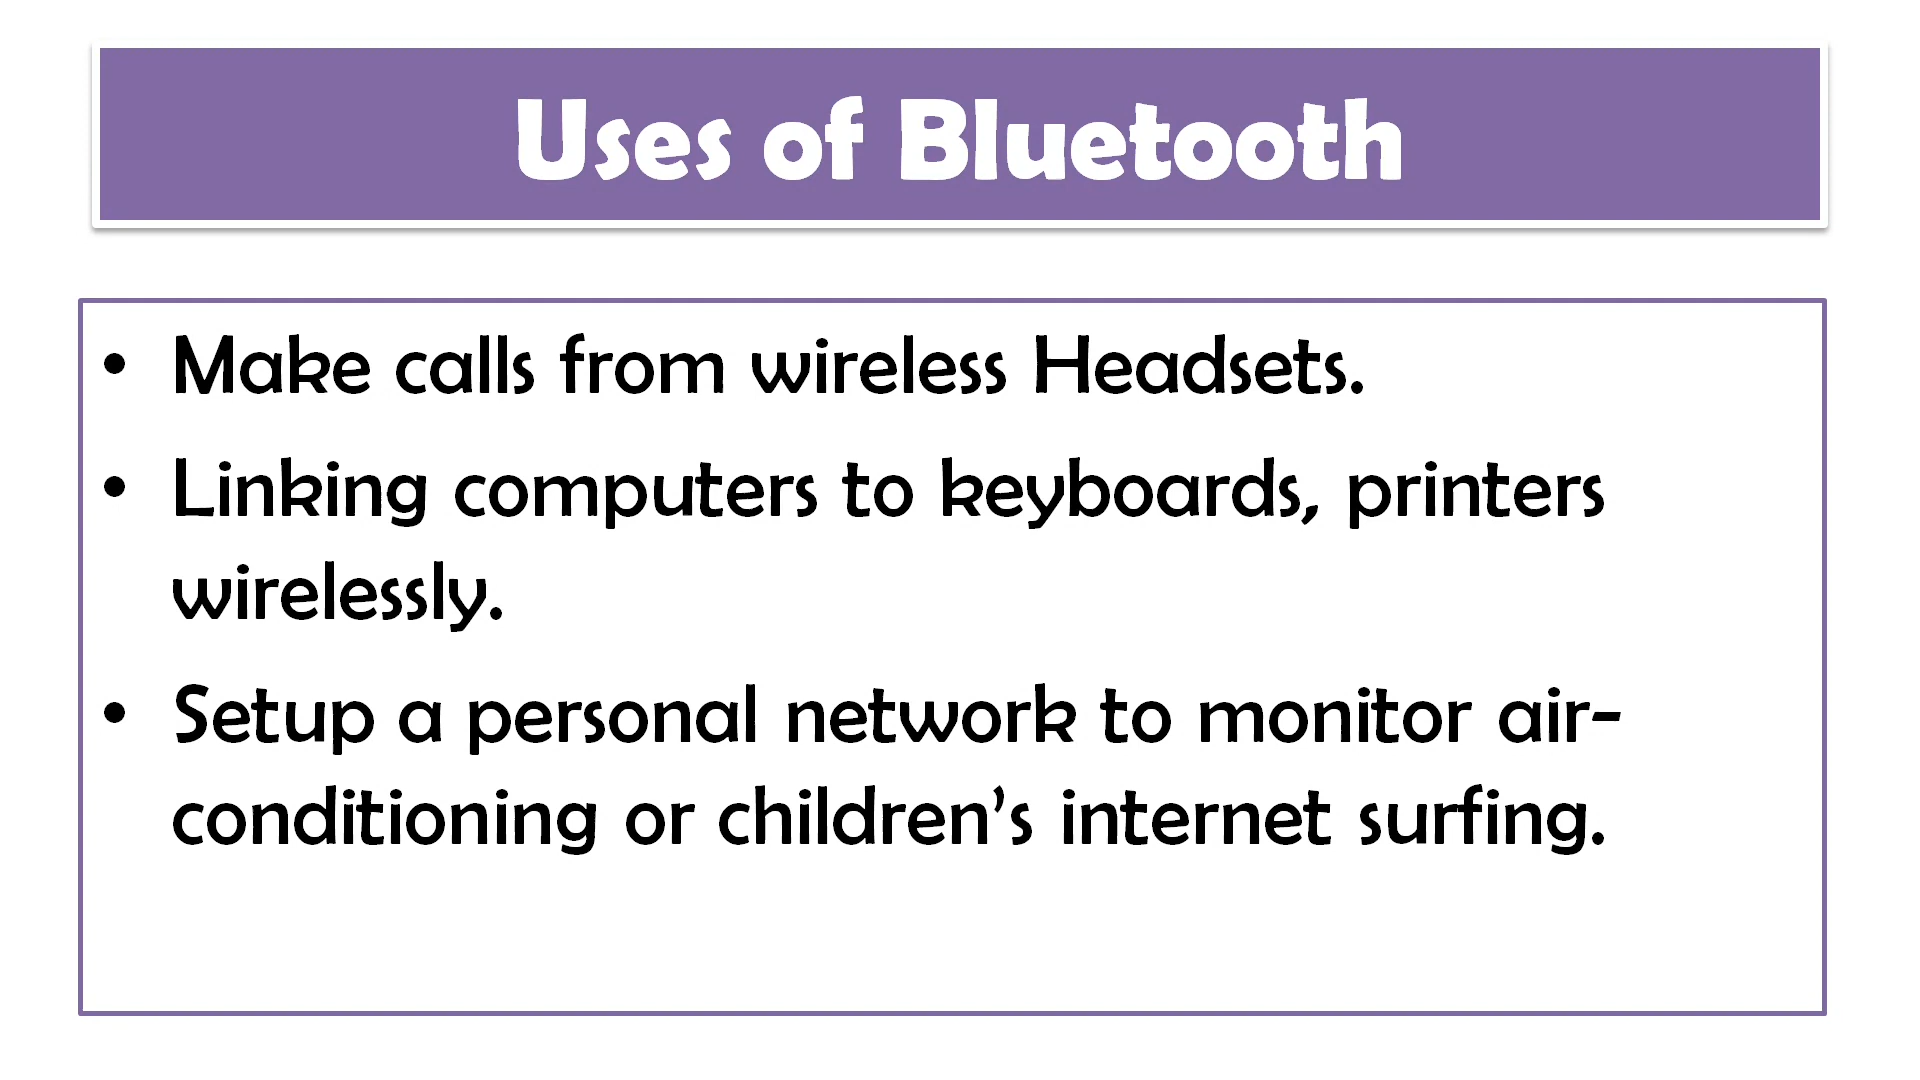 Uses of Bluetooth
• Make calls from wireless Headsets.
• Linking computers to keyboards, printers
wirelessly.
• Setup a personal network to monitor air-
conditioning or children’s internet surfing.